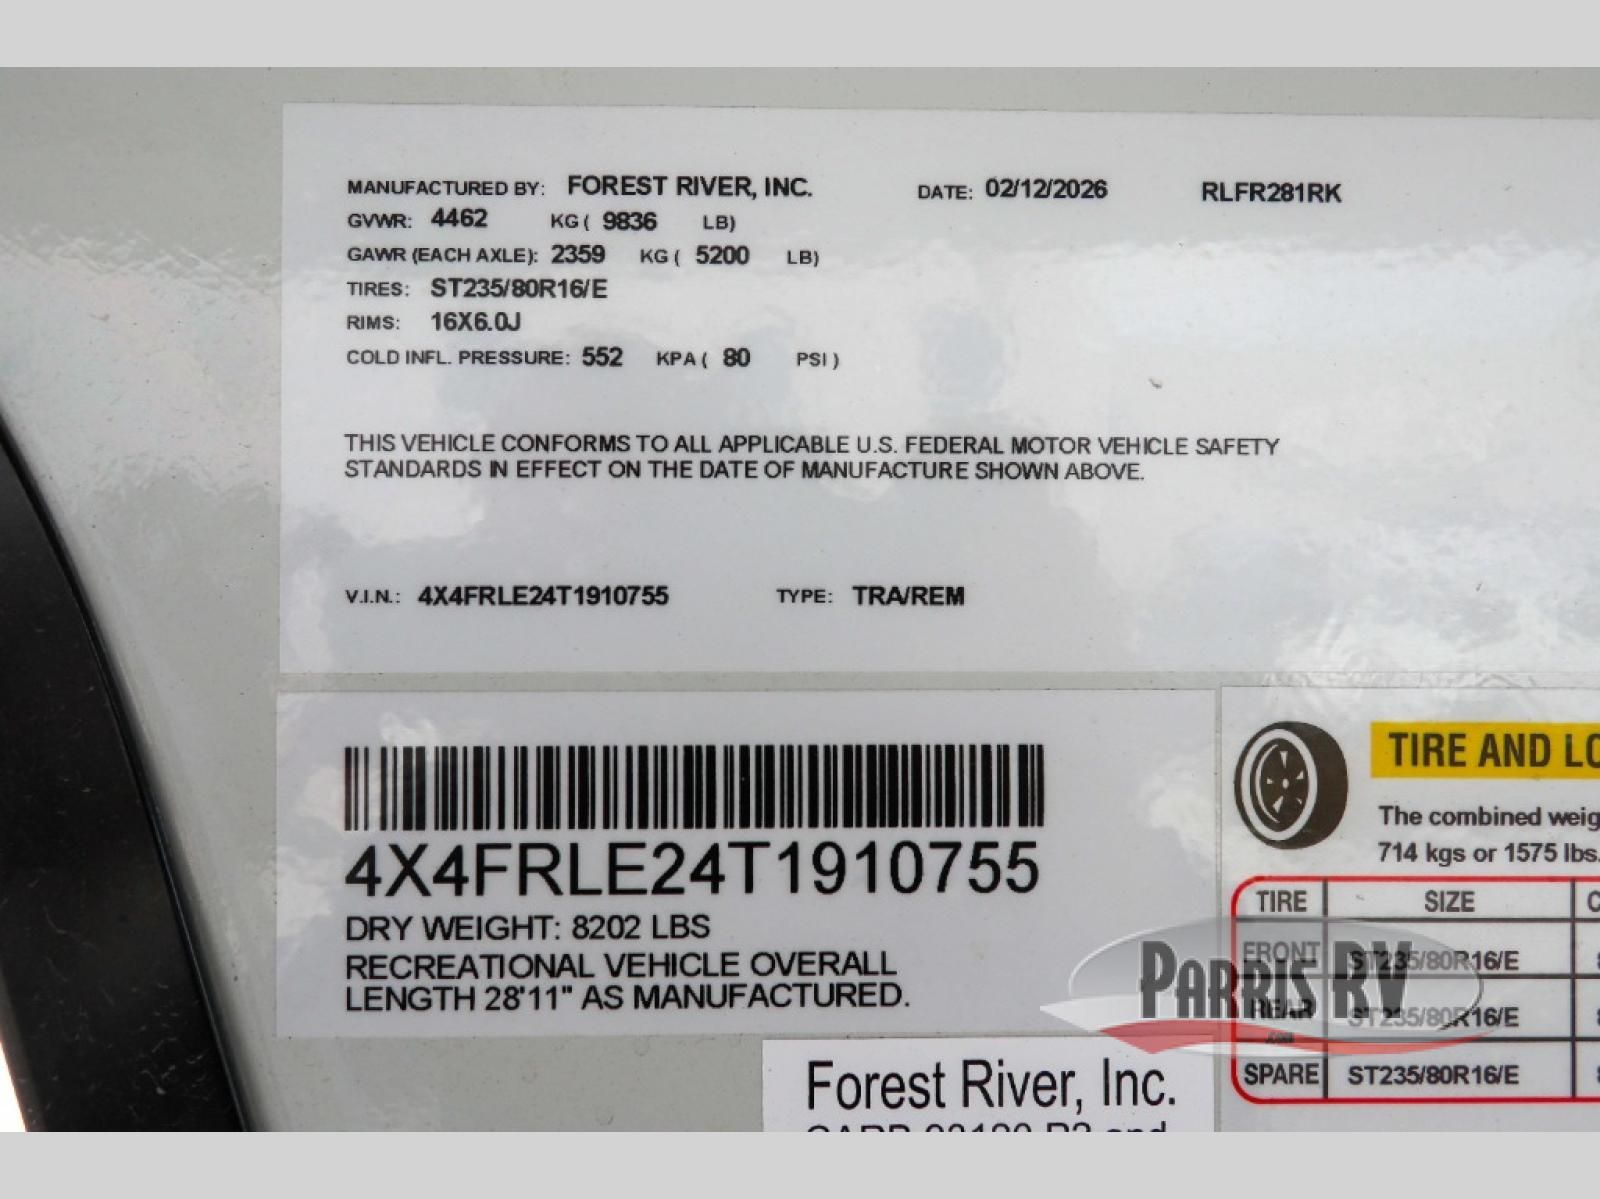 MANUFACTURED BY: FOREST RIVER, INC. DATE: 02/12/2026 RLFR281RK
GVWR: 4462 KG ( 9836 LB)
GAWR (EACH AXLE): 2359 KG ( 5200 LB)
TIRES: ST235/80R16/E
RIMS: 16X6.0J
COLD INFL. PRESSURE: 552 KPA ( 80 PSI )
THIS VEHICLE CONFORMS TO ALL APPLICABLE U.S. FEDERAL MOTOR VEHICLE SAFETY
STANDARDS IN EFFECT ON THE DATE OF MANUFACTURE SHOWN ABOVE.
V.I.N.: 4X4FRLE24T1910755 TYPE: TRA/REM
4X4FRLE24T1910755
DRY WEIGHT: 8202 LBS
RECREATIONAL VEHICLE OVERALL
LENGTH 28'11" AS MANUFACTURED.
TIRE AND
The combined
714 kgs or 1575 lbs.
TIRE SIZE
FRONT ST235/80R16/E
REAR ST235/80R16/E
SPARE ST235/80R16/E
PARRIS RV
.com
Forest River, Inc.